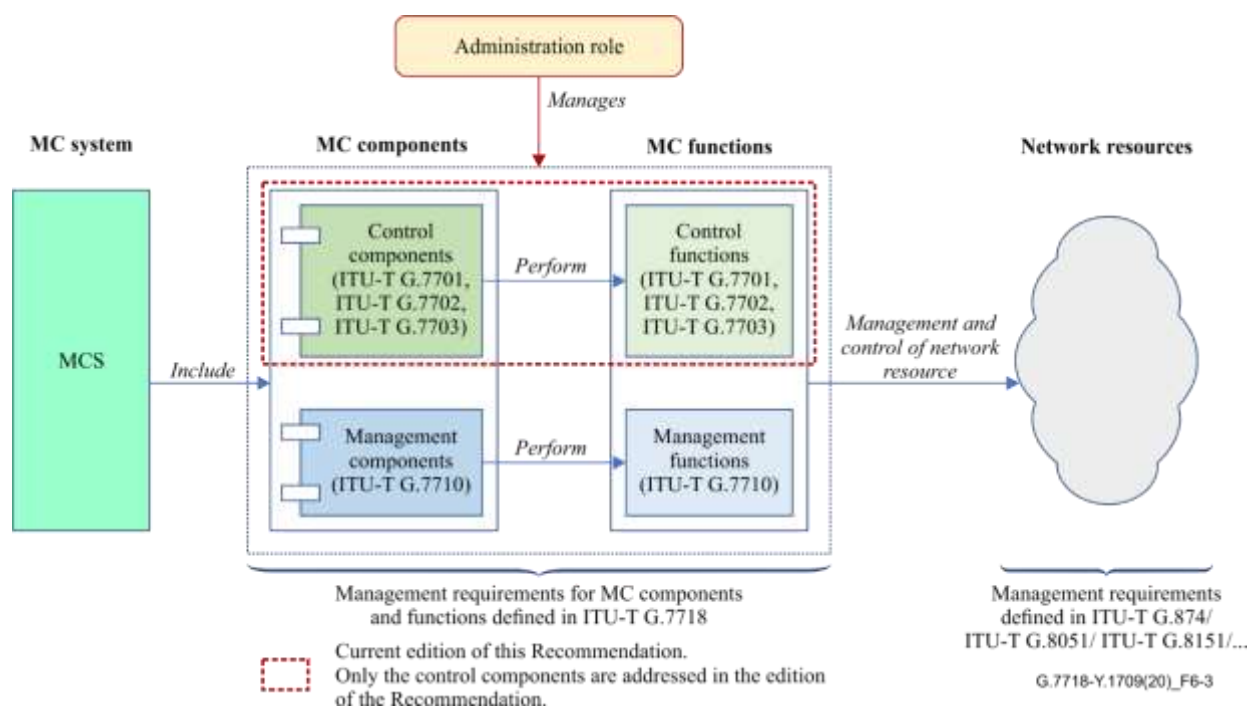 Administration role
Manages
MC system
MC components
MC functions
Network resources
MCS
Include
Control
components
(ITU-T G.7701,
ITU-T G.7702,
ITU-T G.7703)
Perform
Control
functions
(ITU-T G.7701,
ITU-T G.7702,
ITU-T G.7703)
Management and
control of network
resource
Management
components
(ITU-T G.7710)
Perform
Management
functions
(ITU-T G.7710)
Management requirements for MC components
and functions defined in ITU-T G.7718
Management requirements
defined in ITU-T G.874/
ITU-T G.8051/ ITU-T G.8151/...
Current edition of this Recommendation.
Only the control components are addressed in the edition
of the Recommendation.
G.7718-Y.1709(20)_F6-3